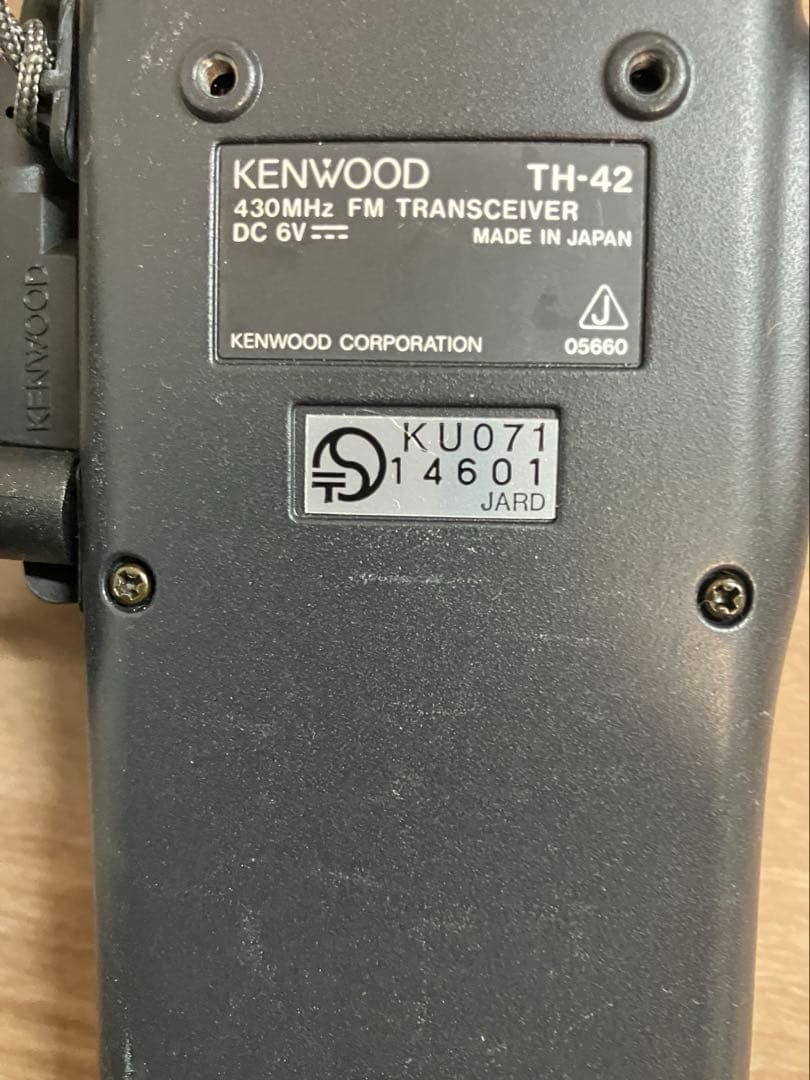 KENWOOD TH-42
430MHz FM TRANSCEIVER
DC 6V MADE IN JAPAN
J
KENWOOD CORPORATION 05660
KENWOOD
KU071
14601
JARD